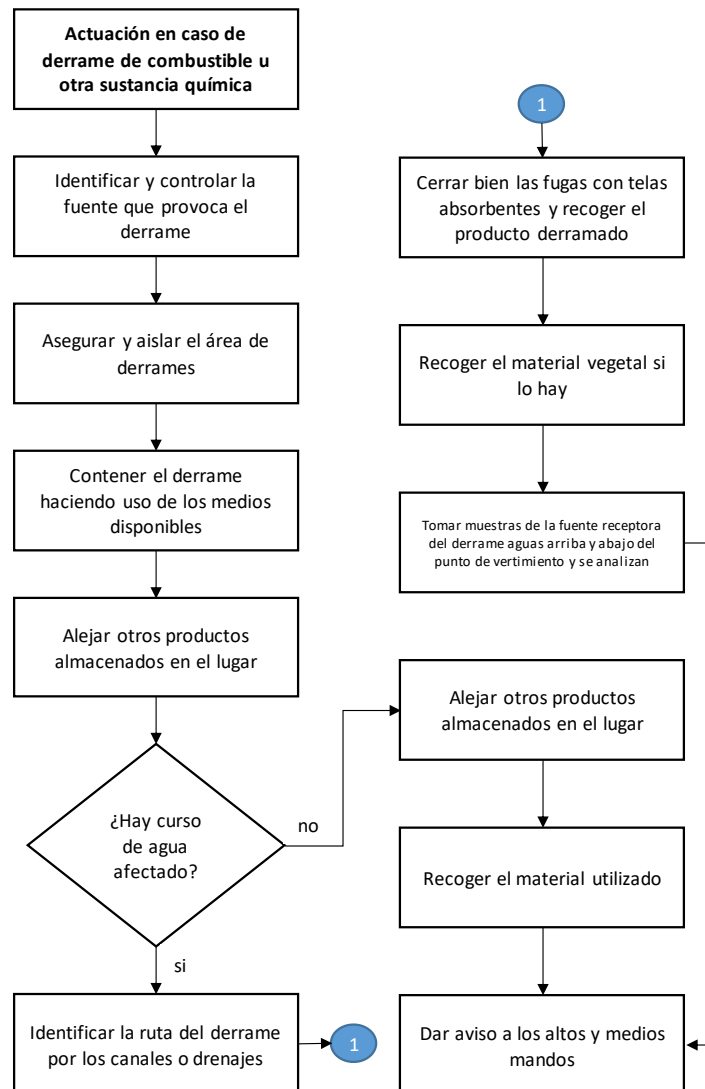 Actuación en caso de
derrame de combustible u
otra sustancia química
Identificar y controlar la
fuente que provoca el
derrame
Asegurar y aislar el área de
derrames
Contener el derrame
haciendo uso de los medios
disponibles
Alejar otros productos
almacenados en el lugar
¿Hay curso
de agua
afectado?
no
si
Identificar la ruta del derrame
por los canales o drenajes
1
1
Cerrar bien las fugas con telas
absorbentes y recoger el
producto derramado
Recoger el material vegetal si
lo hay
Tomar muestras de la fuente receptora
del derrame aguas arriba y abajo del
punto de vertimiento y se analizan
Alejar otros productos
almacenados en el lugar
Recoger el material utilizado
Dar aviso a los altos y medios
mandos